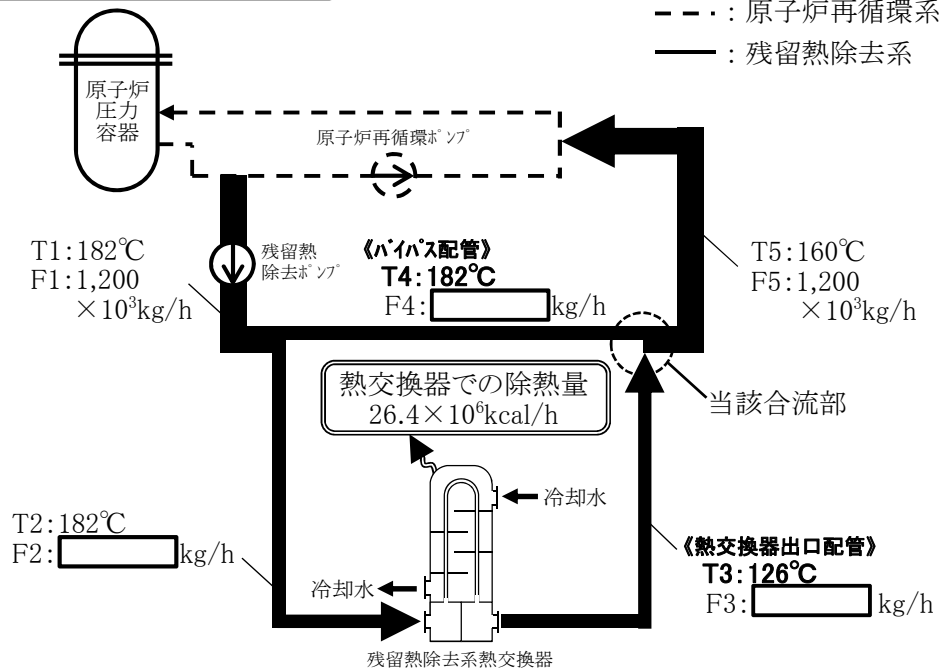 --- : 原子炉再循環系
— : 残留熱除去系
原子炉
圧力
容器
原子炉再循環ポンプ
T1:182℃
F1:1,200
×10³kg/h
残留熱
除去ポンプ
《バイパス配管》
T4:182℃
F4: kg/h
T5:160℃
F5:1,200
×10³kg/h
熱交換器での除熱量
26.4×10⁶kcal/h
当該合流部
冷却水
T2:182℃
F2: kg/h
冷却水
《熱交換器出口配管》
T3:126℃
F3: kg/h
残留熱除去系熱交換器